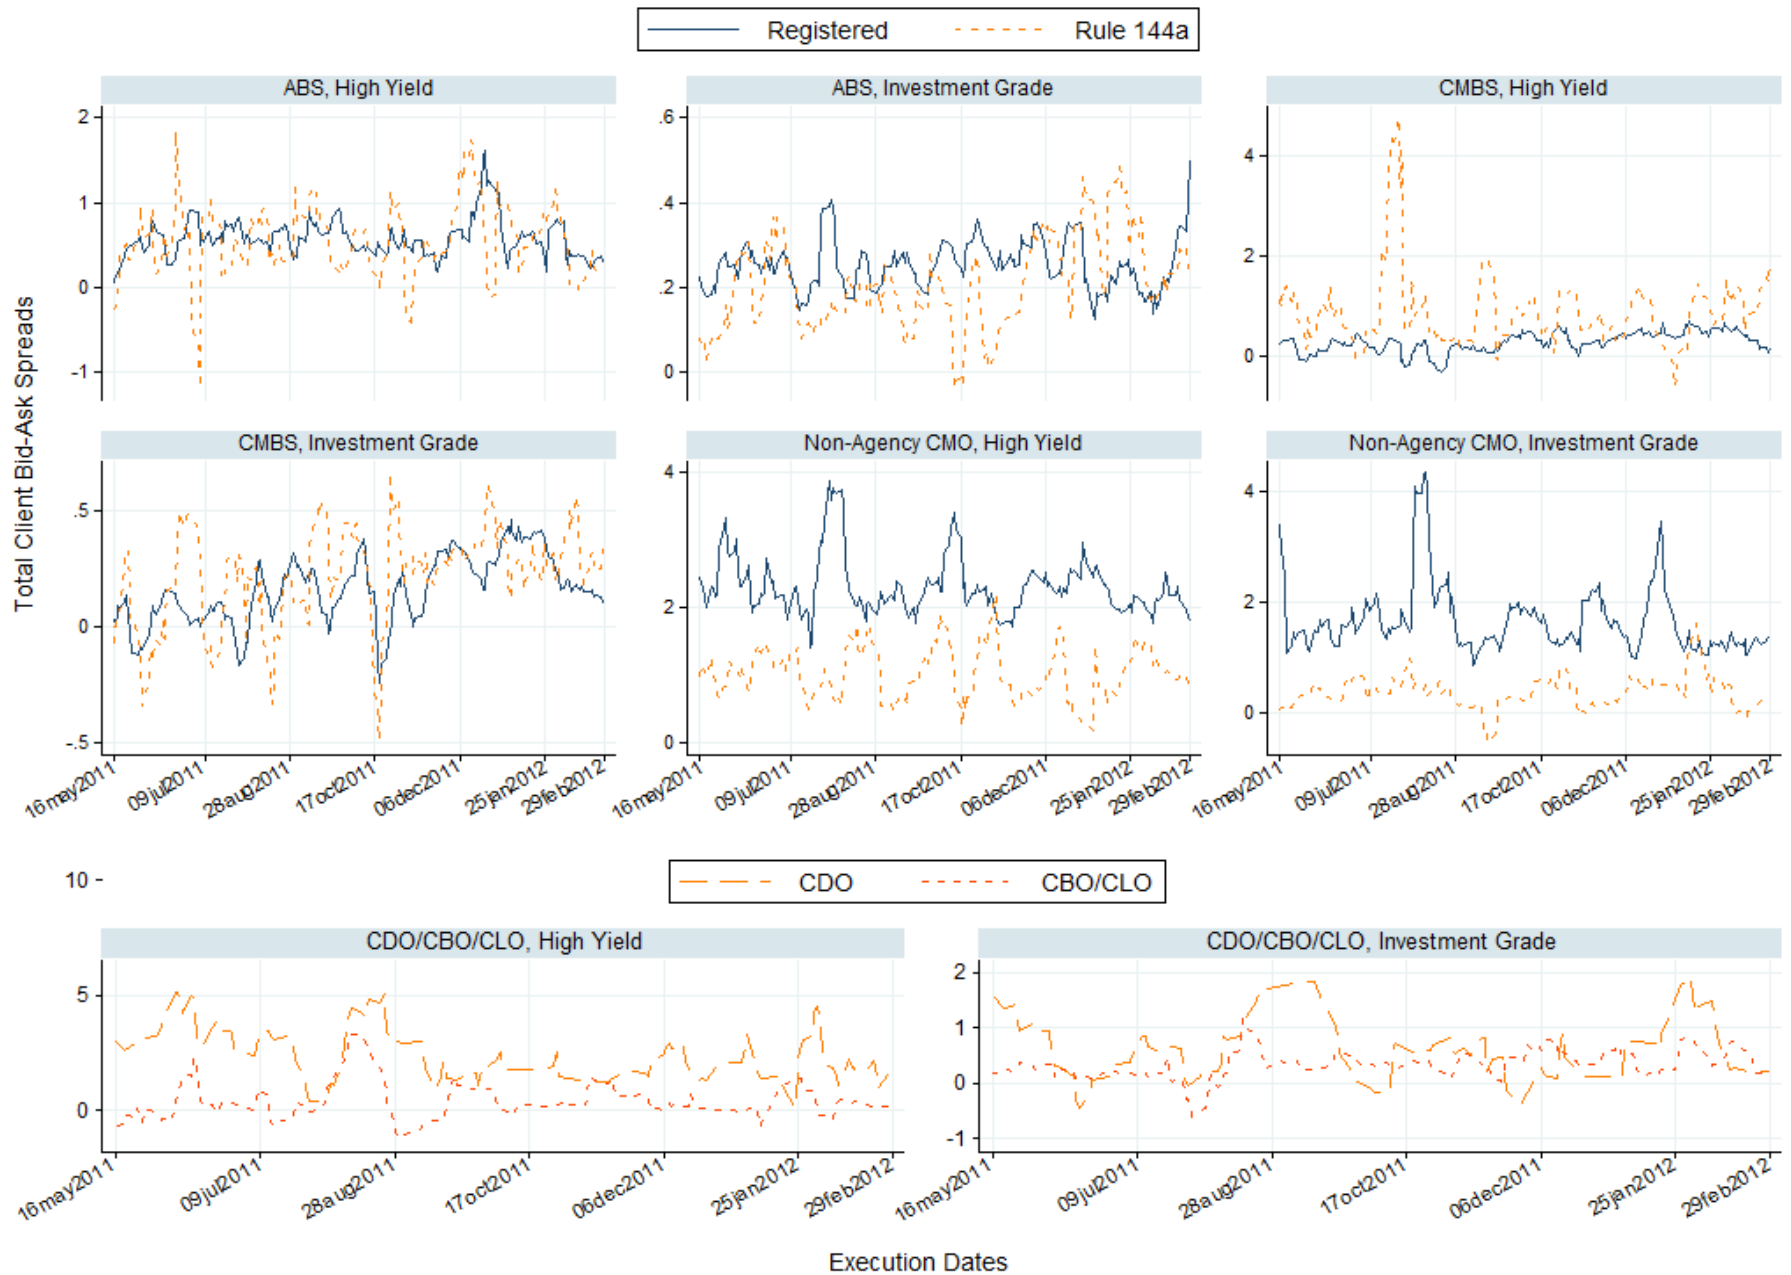 Registered Rule 144a
ABS, High Yield ABS, Investment Grade CMBS, High Yield
2 .6 4
1 .4 2
0 .2 0
-1 0
Total Client Bid-Ask Spreads
CMBS, Investment Grade Non-Agency CMO, High Yield Non-Agency CMO, Investment Grade
.5 4 4
0 2 2
-.5 0 0
16may2011 09jul2011 28aug2011 17oct2011 06dec2011 25jan2012 29feb2012 16may2011 09jul2011 28aug2011 17oct2011 06dec2011 25jan2012 29feb2012 16may2011 09jul2011 28aug2011 17oct2011 06dec2011 25jan2012 29feb2012
10 CDO CBO/CLO
CDO/CBO/CLO, High Yield CDO/CBO/CLO, Investment Grade
5 2
0 1
0
-1
16may2011 09jul2011 28aug2011 17oct2011 06dec2011 25jan2012 29feb2012 16may2011 09jul2011 28aug2011 17oct2011 06dec2011 25jan2012 29feb2012
Execution Dates